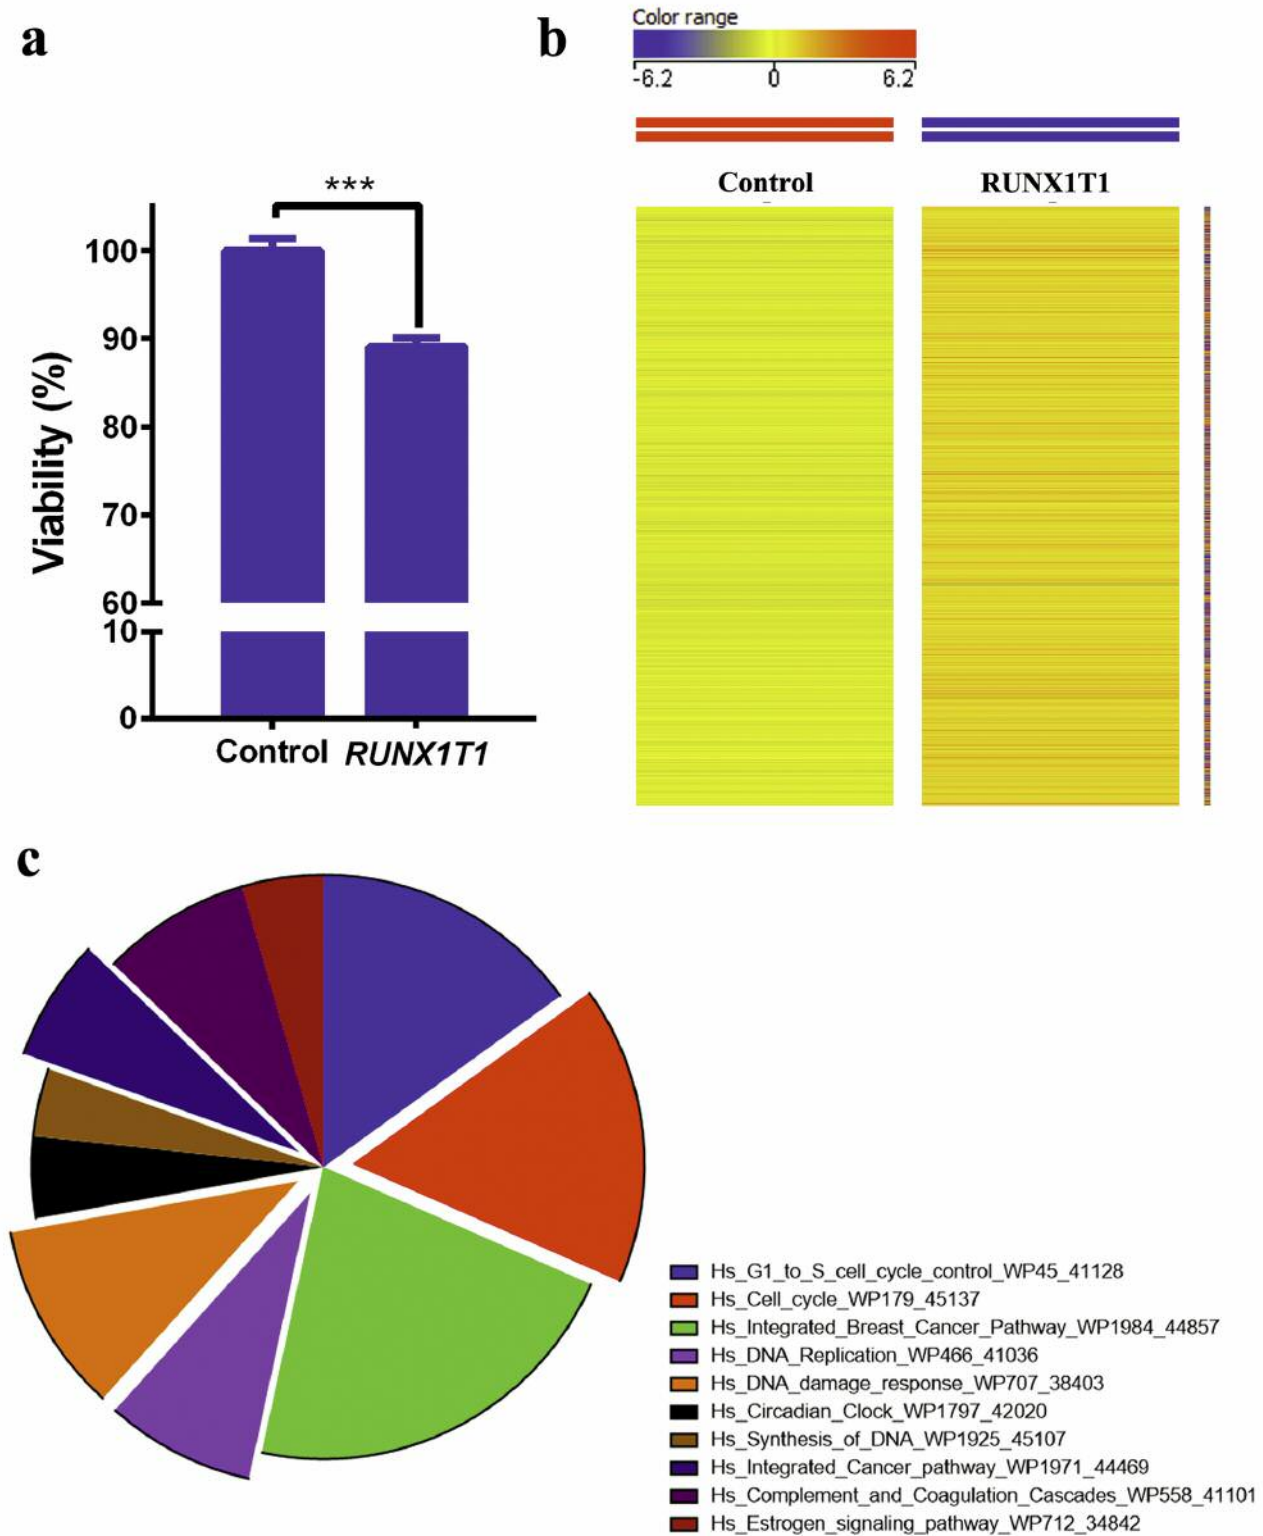 a
b
Color range
-6.2 0 6.2
Control
RUNX1T1
***
Viability (%)
100
90
80
70
60
10
0
Control RUNX1T1
c
Hs_G1_to_S_cell_cycle_control_WP45_41128
Hs_Cell_cycle_WP179_45137
Hs_Integrated_Breast_Cancer_Pathway_WP1984_44857
Hs_DNA_Replication_WP466_41036
Hs_DNA_damage_response_WP707_38403
Hs_Circadian_Clock_WP1797_42020
Hs_Synthesis_of_DNA_WP1925_45107
Hs_Integrated_Cancer_pathway_WP1971_44469
Hs_Complement_and_Coagulation_Cascades_WP558_41101
Hs_Estrogen_signaling_pathway_WP712_34842